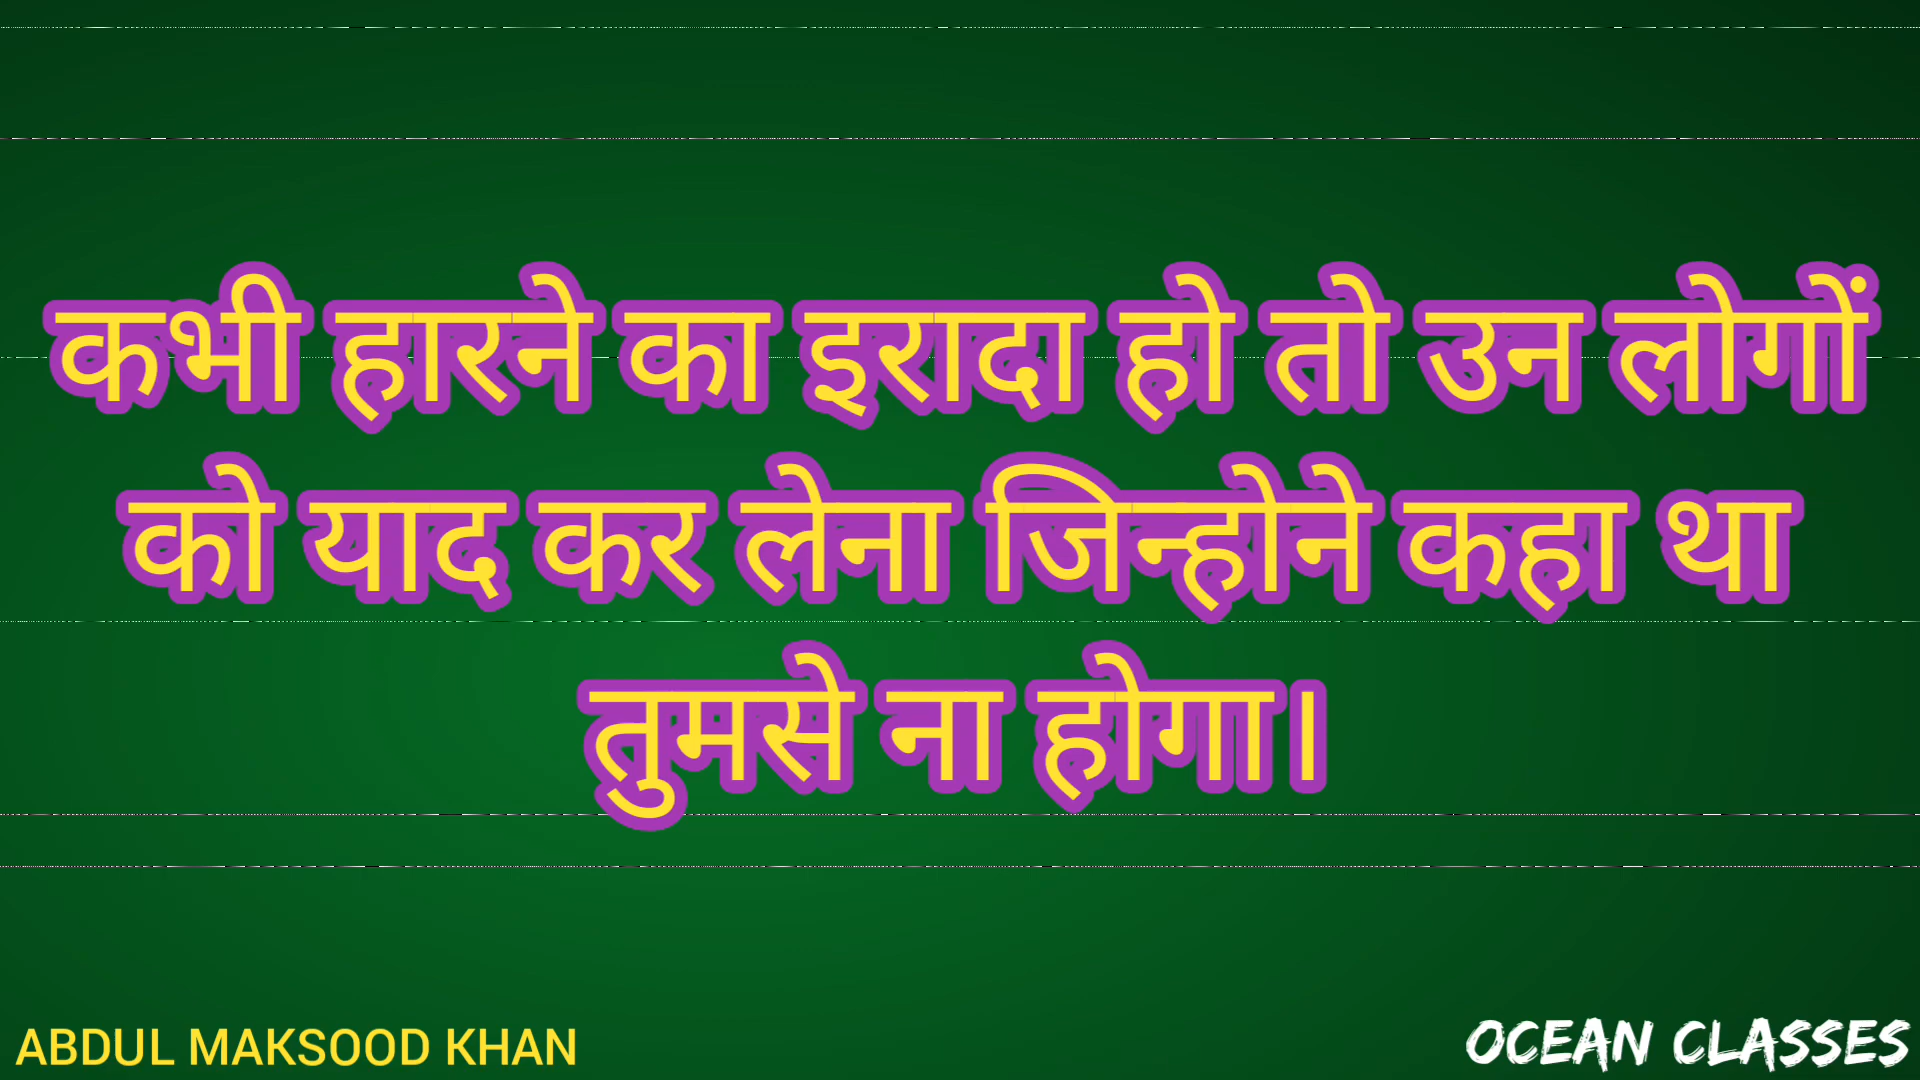 कभी हारने का इरादा हो तो उन लोगों
को याद कर लेना जिन्होने कहा था
तुमसे ना होगा।
ABDUL MAKSOOD KHAN
OCEAN CLASSES